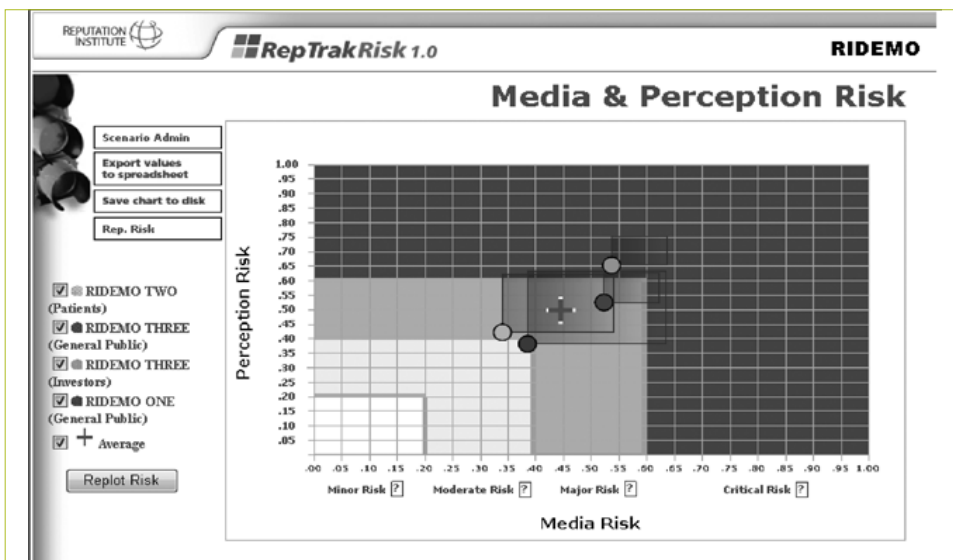 REPUTATION
INSTITUTE
RepTrakRisk 1.0
RIDEMO
Media & Perception Risk
Scenario Admin
Export values
to spreadsheet
Save chart to disk
Rep. Risk
RIDEMO TWO
(Patients)
RIDEMO THREE
(General Public)
RIDEMO THREE
(Investors)
RIDEMO ONE
(General Public)
Average
Replot Risk
Perception Risk
1.00
.95
.90
.85
.80
.75
.70
.65
.60
.55
.50
.45
.40
.35
.30
.25
.20
.15
.10
.05
.00 .05 .10 .15 .20 .25 .30 .35 .40 .45 .50 .55 .60 .65 .70 .75 .80 .85 .90 .95 1.00
Minor Risk ? Moderate Risk ? Major Risk ? Critical Risk ?
Media Risk